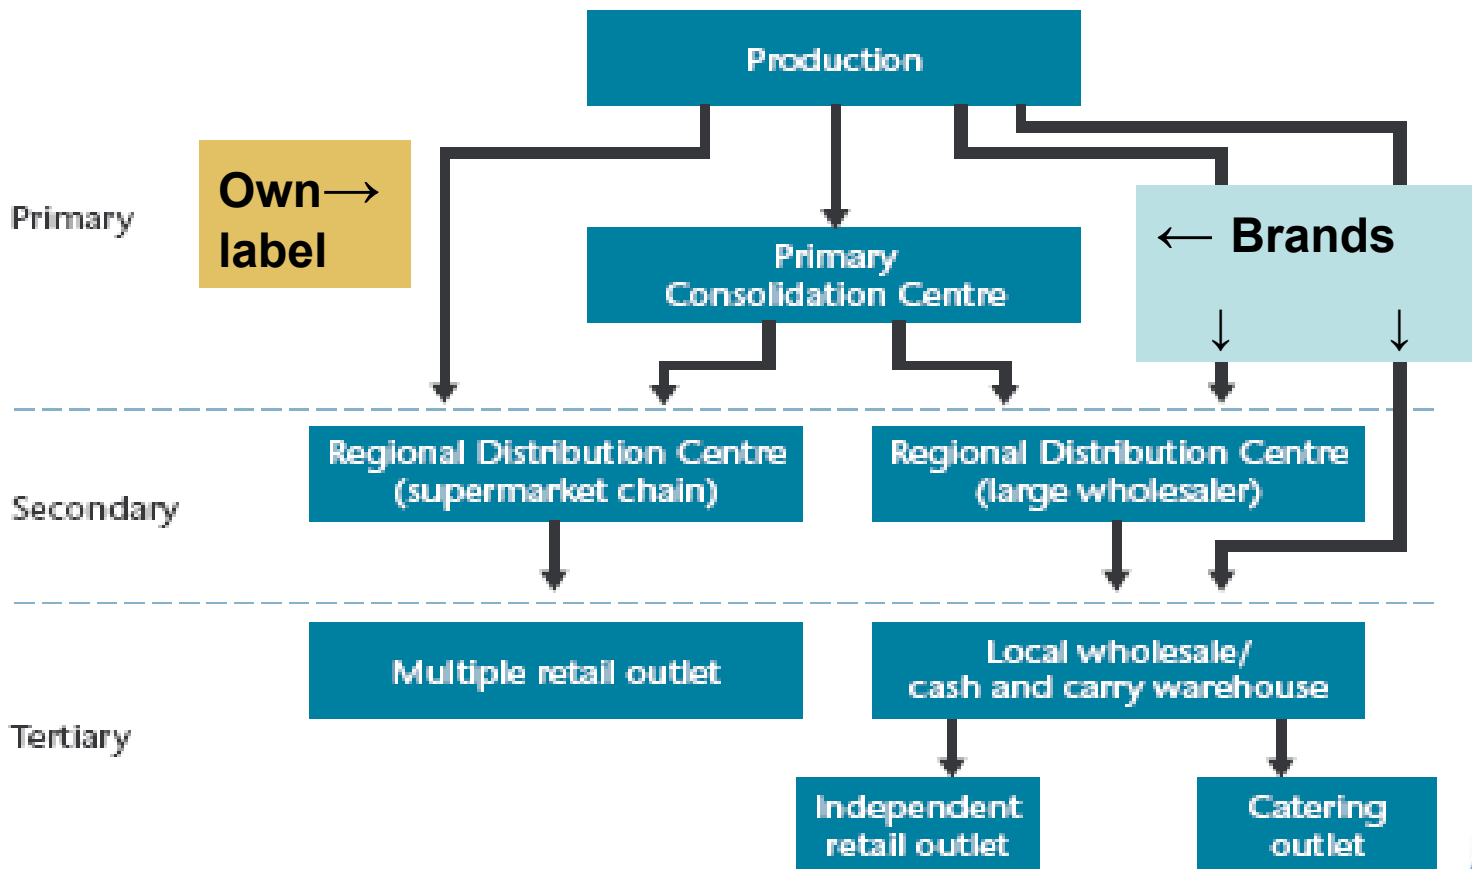 Production
Own→
label
Primary
← Brands
↓ ↓
Primary
Consolidation Centre
Regional Distribution Centre
(supermarket chain)
Regional Distribution Centre
(large wholesaler)
Secondary
Multiple retail outlet
Local wholesale/
cash and carry warehouse
Tertiary
Independent
retail outlet
Catering
outlet